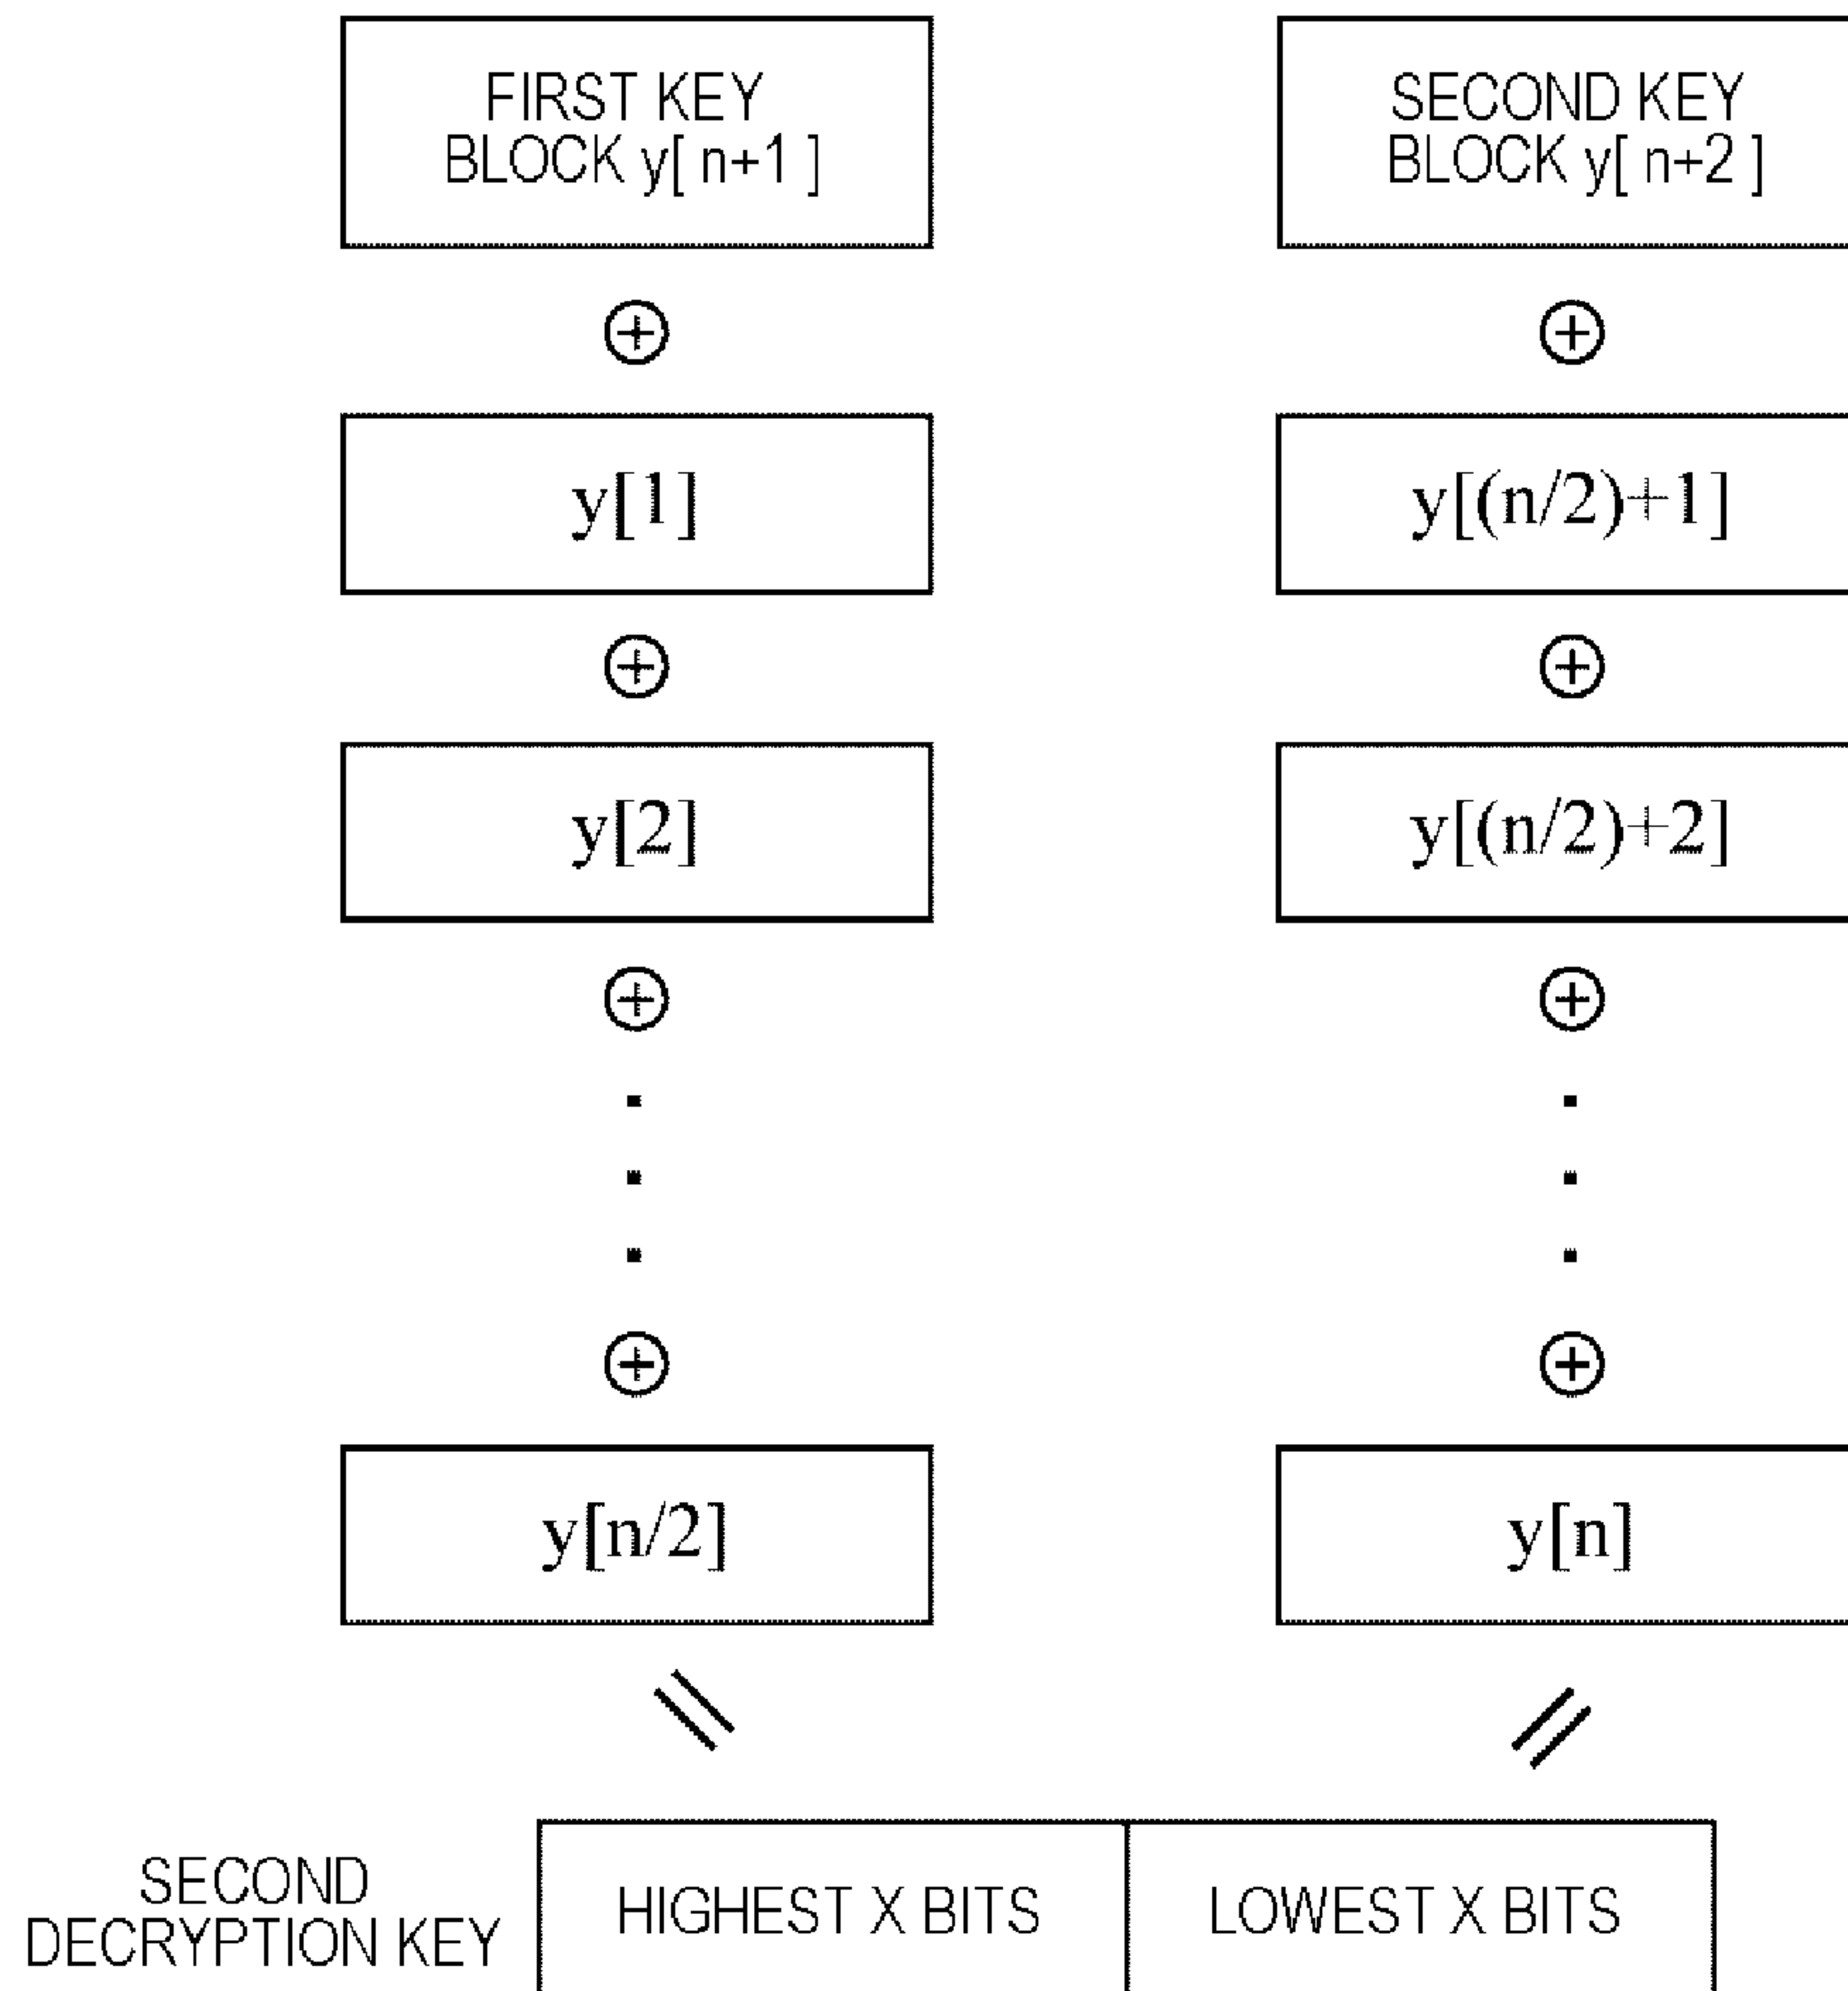 FIRST KEY
BLOCK y[ n+1 ]
SECOND KEY
BLOCK y[ n+2 ]
⊕
⊕
y[1]
y[(n/2)+1]
⊕
⊕
y[2]
y[(n/2)+2]
⊕
⊕
⊕
⊕
y[n/2]
y[n]
SECOND
DECRYPTION KEY
HIGHEST X BITS
LOWEST X BITS